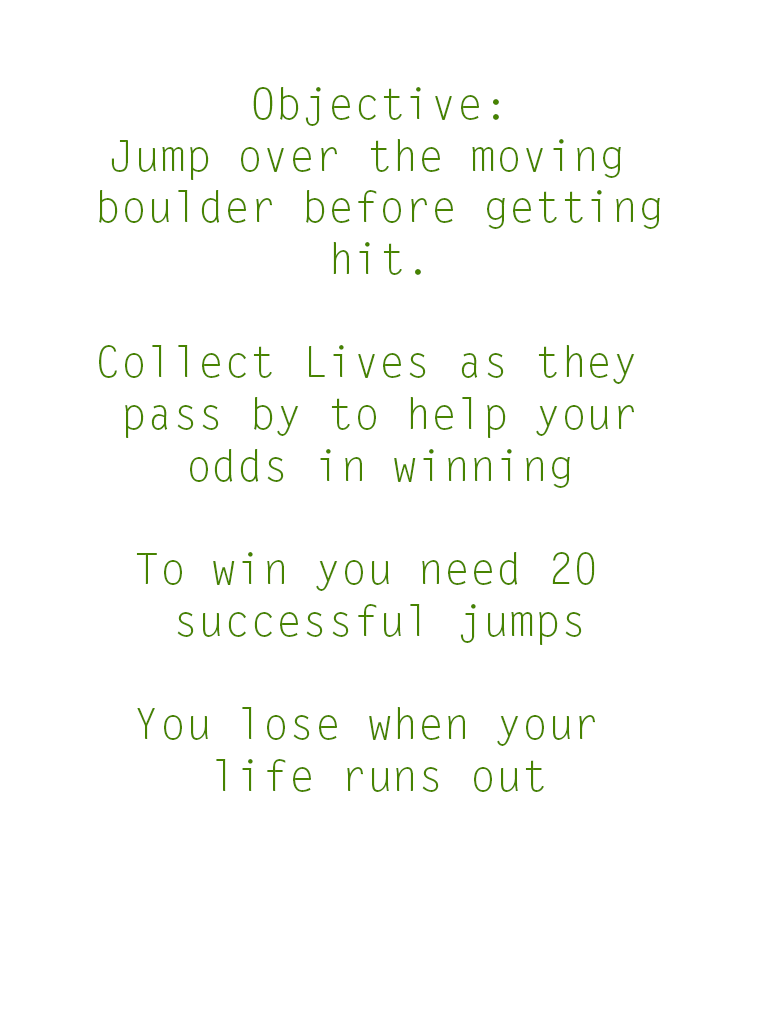 Objective:
Jump over the moving
boulder before getting
hit.
Collect Lives as they
pass by to help your
odds in winning
To win you need 20
successful jumps
You lose when your
life runs out